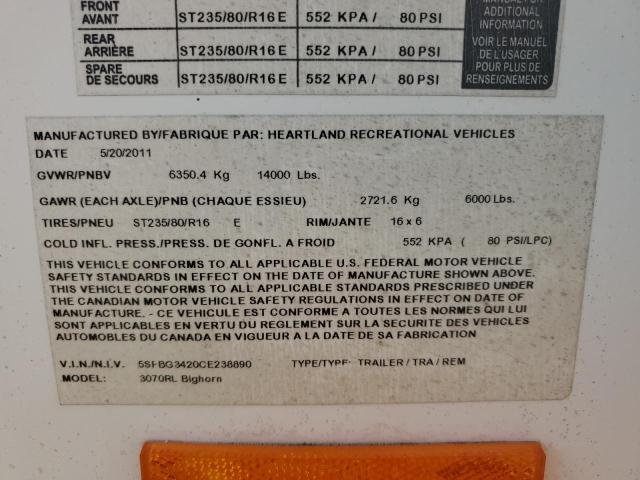 MANUAL FOR
ADDITIONAL
INFORMATION
VOIR LE MANUEL
DE L'USAGER
POUR PLUS DE
RENSEIGNEMENTS
FRONT
AVANT ST235/80/R16 E 552 KPA / 80 PSI
REAR
ARRIÈRE ST235/80/R16 E 552 KPA / 80 PSI
SPARE
DE SECOURS ST235/80/R16 E 552 KPA / 80 PSI
MANUFACTURED BY/FABRIQUE PAR: HEARTLAND RECREATIONAL VEHICLES
DATE 5/20/2011
GVWR/PNBV 6350.4 Kg 14000 Lbs.
GAWR (EACH AXLE)/PNB (CHAQUE ESSIEU) 2721.6 Kg 6000 Lbs.
TIRES/PNEU ST235/80/R16 E RIM/JANTE 16 x 6
COLD INFL. PRESS./PRESS. DE GONFL. A FROID 552 KPA ( 80 PSI/LPC)
THIS VEHICLE CONFORMS TO ALL APPLICABLE U.S. FEDERAL MOTOR VEHICLE
SAFETY STANDARDS IN EFFECT ON THE DATE OF MANUFACTURE SHOWN ABOVE.
THIS VEHICLE CONFORMS TO ALL APPLICABLE STANDARDS PRESCRIBED UNDER
THE CANADIAN MOTOR VEHICLE SAFETY REGULATIONS IN EFFECT ON DATE OF
MANUFACTURE. - CE VEHICULE EST CONFORME A TOUTES LES NORMES QUI LUI
SONT APPLICABLES EN VERTU DU REGLEMENT SUR LA SECURITE DES VEHICULES
AUTOMOBILES DU CANADA EN VIGUEUR A LA DATE DE SA FABRICATION
V.I.N./N.I.V. 5SFBG3420CE238890 TYPE/TYPE: TRAILER / TRA / REM
MODEL: 3070RL Bighorn